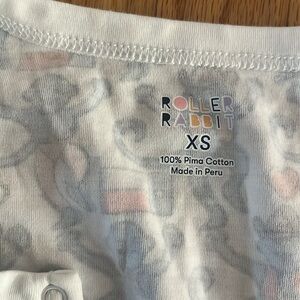 ROLLER
RABBIT
XS
100% Pima Cotton
Made in Peru